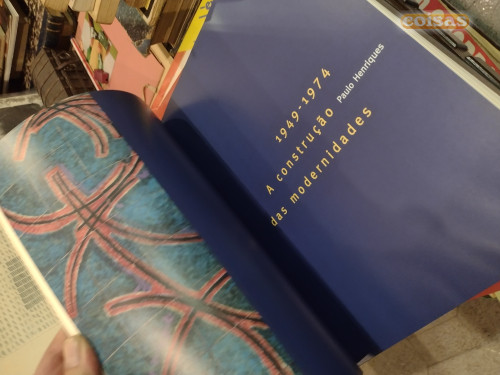 1949-1974
A construção
das modernidades
Paulo Henriques
coisas